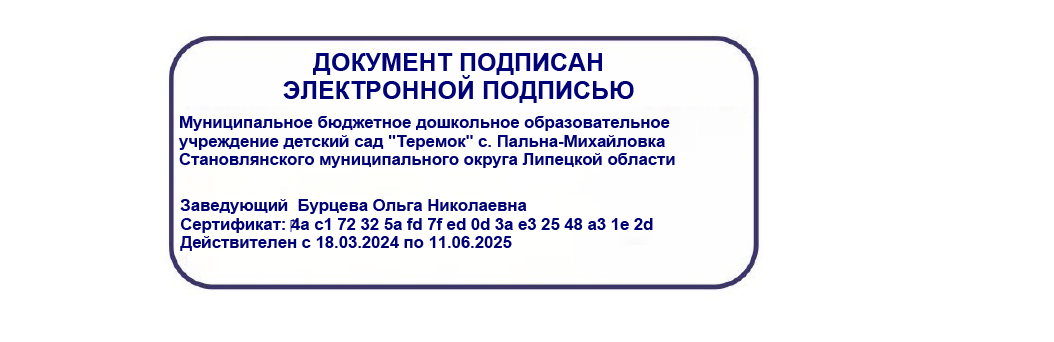 ДОКУМЕНТ ПОДПИСАН
ЭЛЕКТРОННОЙ ПОДПИСЬЮ
Муниципальное бюджетное дошкольное образовательное
учреждение детский сад "Теремок" с. Пальна-Михайловка
Становлянского муниципального округа Липецкой области
Заведующий Бурцева Ольга Николаевна
Сертификат: 4a c1 72 32 5a fd 7f ed 0d 3a e3 25 48 a3 1e 2d
Действителен с 18.03.2024 по 11.06.2025